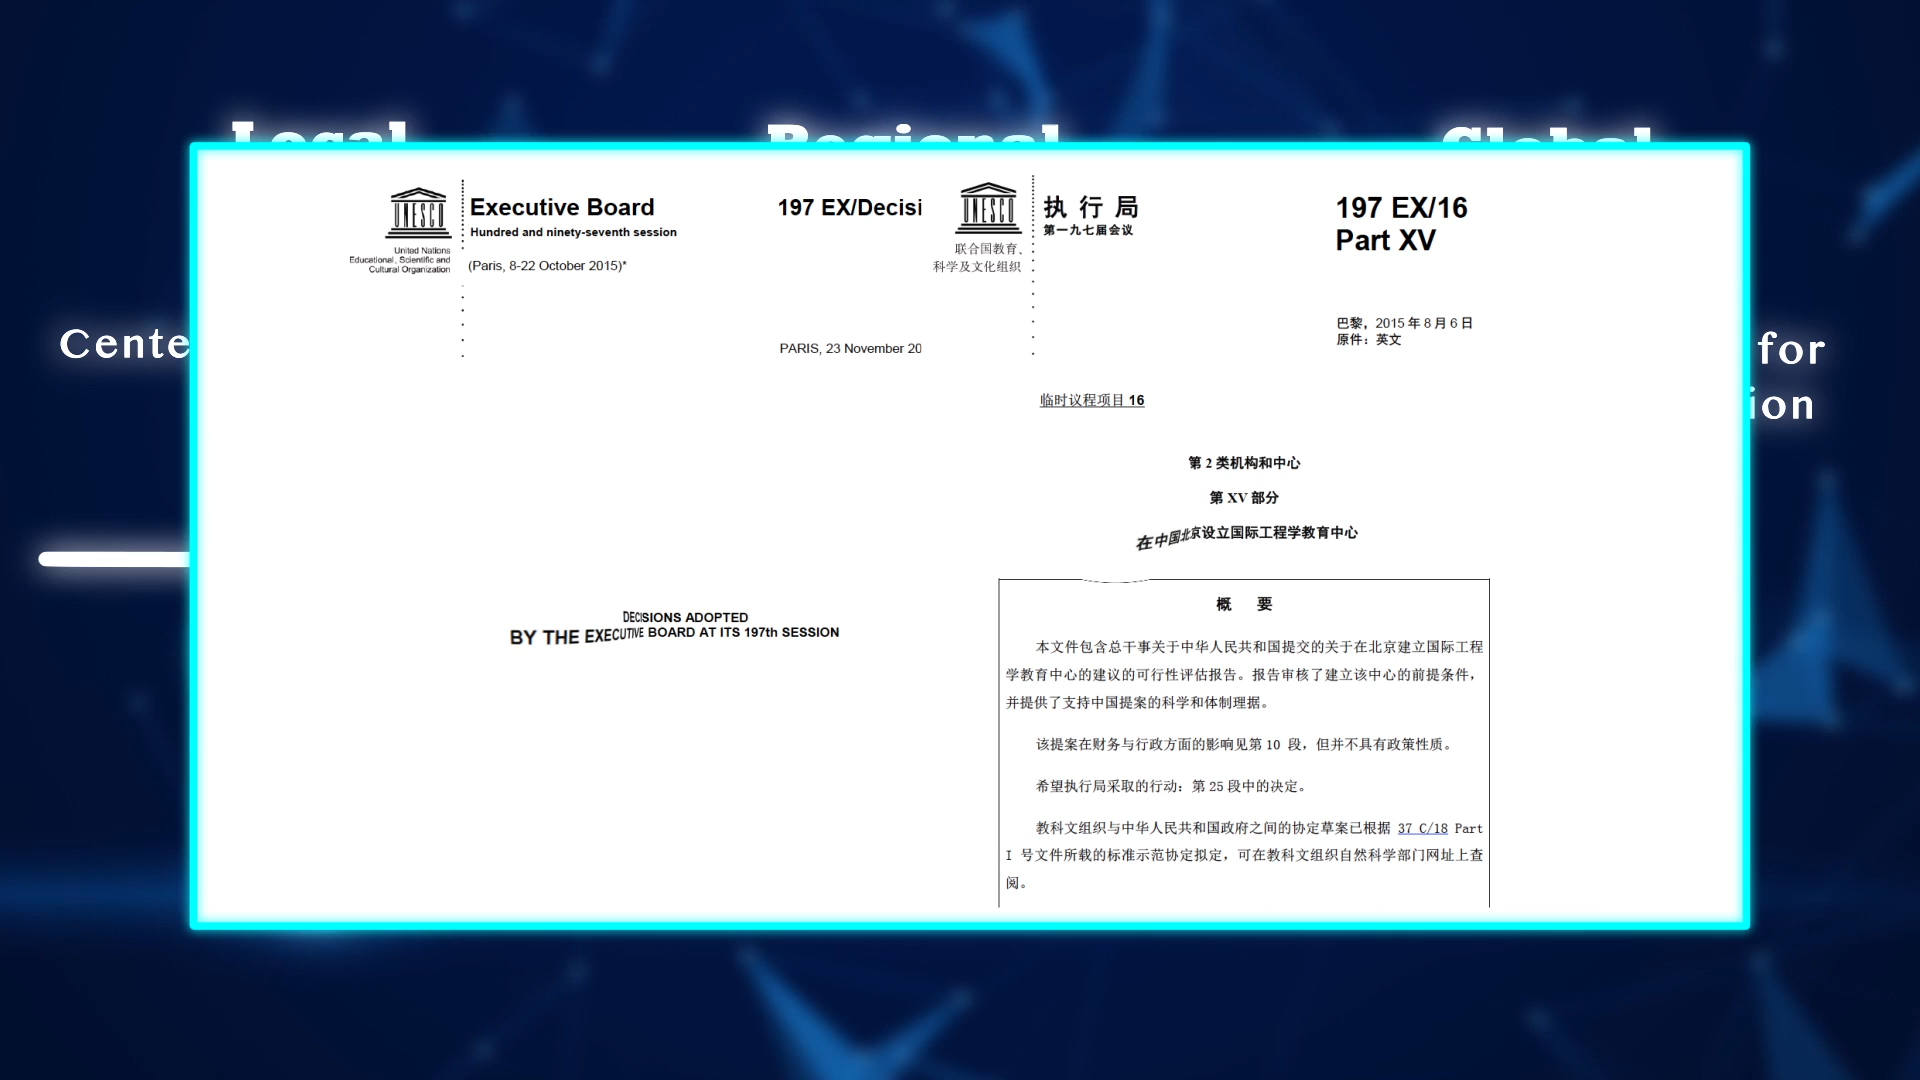 Legal
Regional
Global
Cente
for
ion
UNESCO
United Nations
Educational, Scientific and
Cultural Organization
Executive Board
Hundred and ninety-seventh session
(Paris, 8-22 October 2015)*
197 EX/Decisi
PARIS, 23 November 20
DECISIONS ADOPTED
BY THE EXECUTIVE BOARD AT ITS 197th SESSION
UNESCO
联合国教育、
科学及文化组织
执行局
第一九七届会议
197 EX/16
Part XV
巴黎，2015 年 8 月 6 日
原件：英文
临时议程项目 16
第 2 类机构和中心
第 XV 部分
在中国北京设立国际工程学教育中心
概 要
本文件包含总干事关于中华人民共和国提交的关于在北京建立国际工程
学教育中心的建议的可行性评估报告。报告审核了建立该中心的前提条件，
并提供了支持中国提案的科学和体制理据。
该提案在财务与行政方面的影响见第 10 段，但并不具有政策性质。
希望执行局采取的行动：第 25 段中的决定。
教科文组织与中华人民共和国政府之间的协定草案已根据 37 C/18 Part
I 号文件所载的标准示范协定拟定，可在教科文组织自然科学部门网址上查
阅。